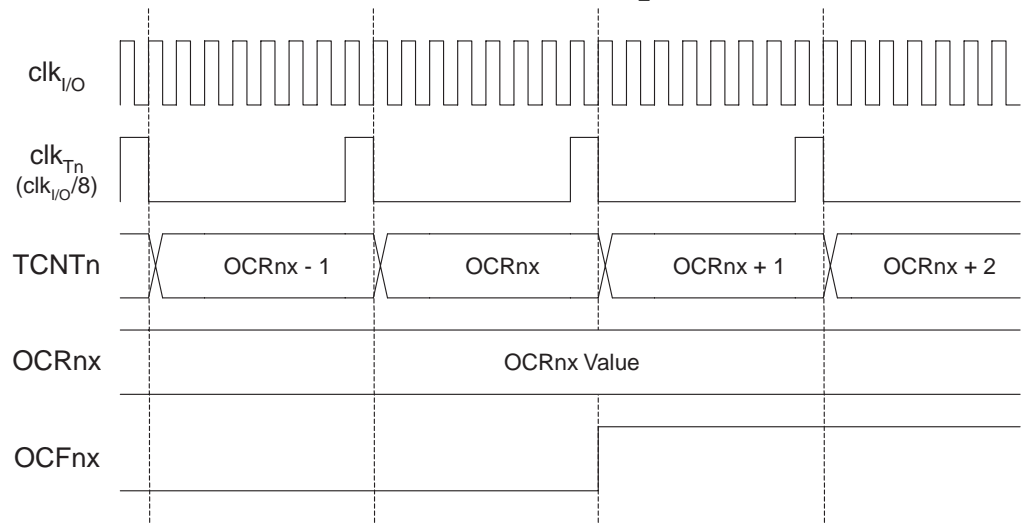 clkI/O
clkTn
(clkI/O/8)
TCNTn
OCRnx - 1
OCRnx
OCRnx + 1
OCRnx + 2
OCRnx
OCRnx Value
OCFnx